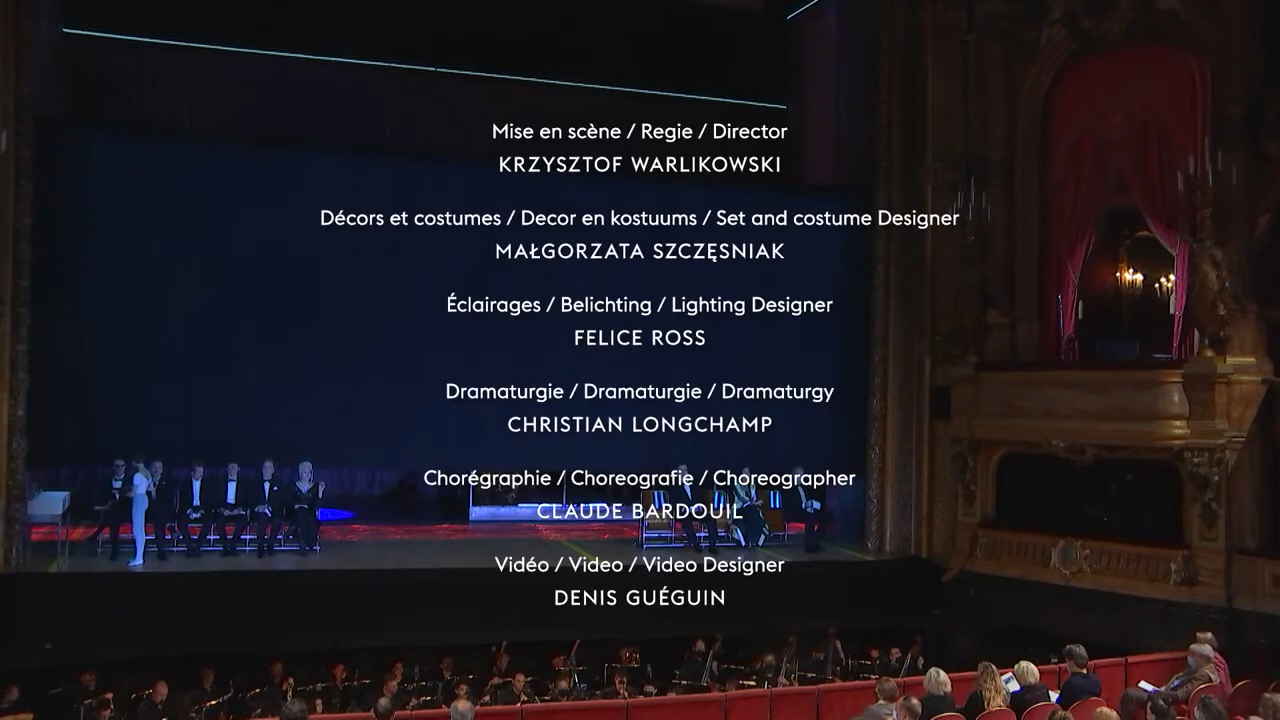 Mise en scène / Regie / Director
KRZYSZTOF WARLIKOWSKI
Décors et costumes / Decor en kostuums / Set and costume Designer
MAŁGORZATA SZCZĘSNIAK
Éclairages / Belichting / Lighting Designer
FELICE ROSS
Dramaturgie / Dramaturgie / Dramaturgy
CHRISTIAN LONGCHAMP
Chorégraphie / Choreografie / Choreographer
CLAUDE BARDOUIL
Vidéo / Video / Video Designer
DENIS GUÉGUIN